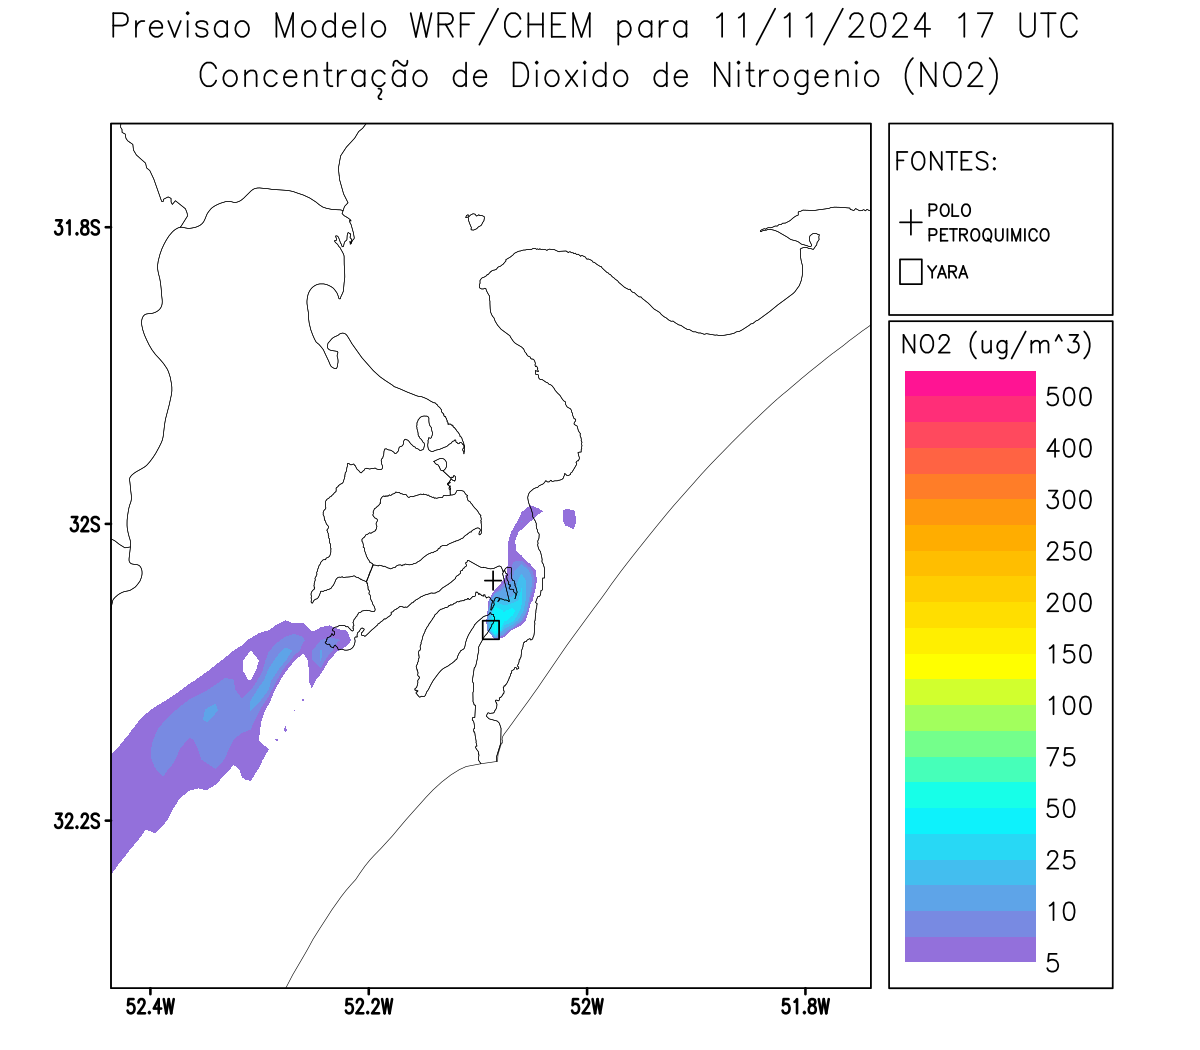 Previsao Modelo WRF/CHEM para 11/11/2024 17 UTC
Concentração de Dioxido de Nitrogenio (NO2)
FONTES:
POLO
PETROQUIMICO
YARA
NO2 (ug/m^3)
500
400
300
250
200
150
100
75
50
25
10
5
31.8S
32S
32.2S
52.4W
52.2W
52W
51.8W